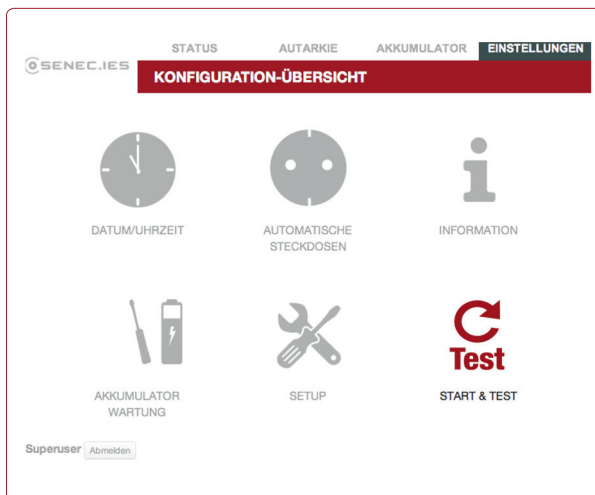 STATUS AUTARKIE AKKUMULATOR EINSTELLUNGEN
SENEC.IES
KONFIGURATION-ÜBERSICHT
DATUM/UHRZEIT
AUTOMATISCHE
STECKDOSEN
INFORMATION
Test
AKKUMULATOR
WARTUNG
SETUP
START & TEST
Superuser Abmelden